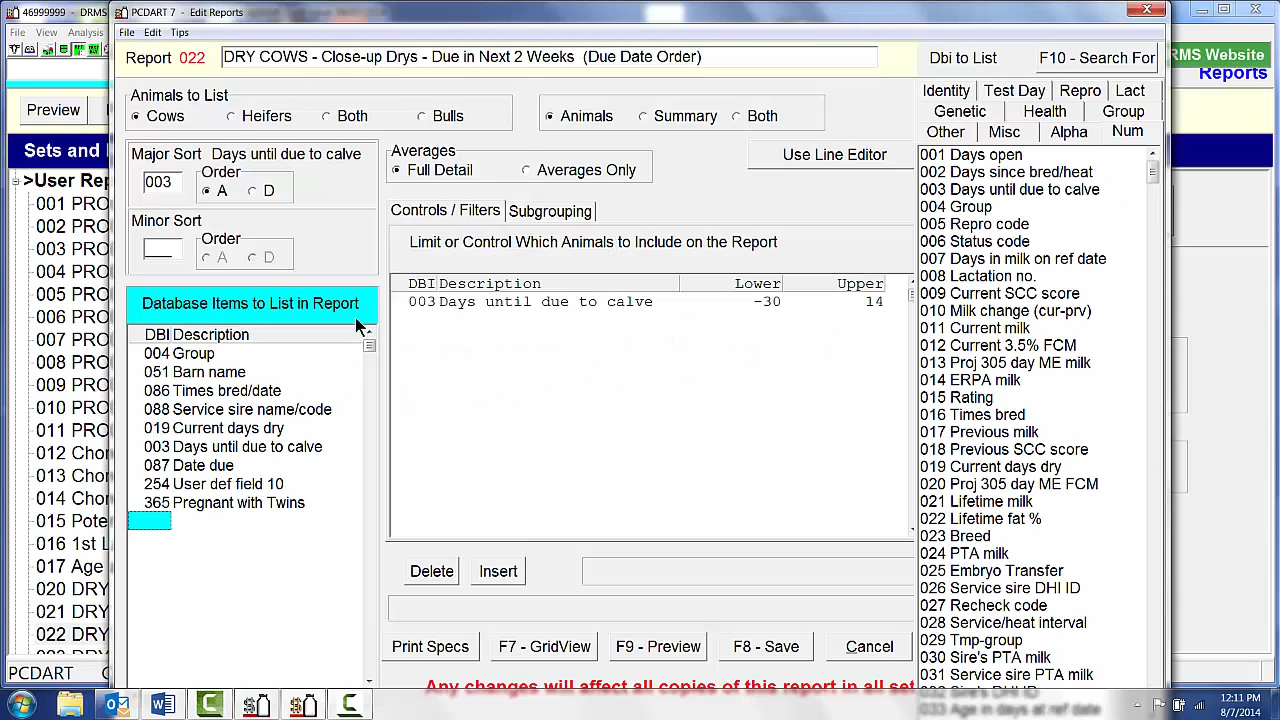 46999999 - DRMS
PCDART 7 - Edit Reports
File View Analysis
File Edit Tips
Report 022 DRY COWS - Close-up Drys - Due in Next 2 Weeks (Due Date Order)
Dbi to List F10 - Search For
RMS Website
Reports
Preview
Animals to List
Cows Heifers Both Bulls
Animals Summary Both
Identity Test Day Repro Lact
Genetic Health Group
Other Misc Alpha Num
Sets and
>User Rep
001 PRO
002 PRO
003 PRO
004 PRO
005 PRO
006 PRO
007 PRO
008 PRO
009 PRO
010 PRO
011 PRO
012 Chor
013 Chor
014 Chor
015 Pote
016 1st L
017 Age
020 DRY
021 DRY
022 DRY
PCDART
Major Sort Days until due to calve
003
Order
A D
Minor Sort
Order
A D
Averages
Full Detail Averages Only
Use Line Editor
Controls / Filters Subgrouping
Limit or Control Which Animals to Include on the Report
DBI Description Lower Upper
003 Days until due to calve -30 14
Database Items to List in Report
DBI Description
004 Group
051 Barn name
086 Times bred/date
088 Service sire name/code
019 Current days dry
003 Days until due to calve
087 Date due
254 User def field 10
365 Pregnant with Twins
Delete Insert
Print Specs F7 - GridView F9 - Preview F8 - Save Cancel
Any changes will affect all copies of this report in all set
001 Days open
002 Days since bred/heat
003 Days until due to calve
004 Group
005 Repro code
006 Status code
007 Days in milk on ref date
008 Lactation no.
009 Current SCC score
010 Milk change (cur-prv)
011 Current milk
012 Current 3.5% FCM
013 Proj 305 day ME milk
014 ERPA milk
015 Rating
016 Times bred
017 Previous milk
018 Previous SCC score
019 Current days dry
020 Proj 305 day ME FCM
021 Lifetime milk
022 Lifetime fat %
023 Breed
024 PTA milk
025 Embryo Transfer
026 Service sire DHI ID
027 Recheck code
028 Service/heat interval
029 Tmp-group
030 Sire's PTA milk
031 Service sire PTA milk
032 Sire's DHI ID
033 Age in days at ref date
12:11 PM
8/7/2014